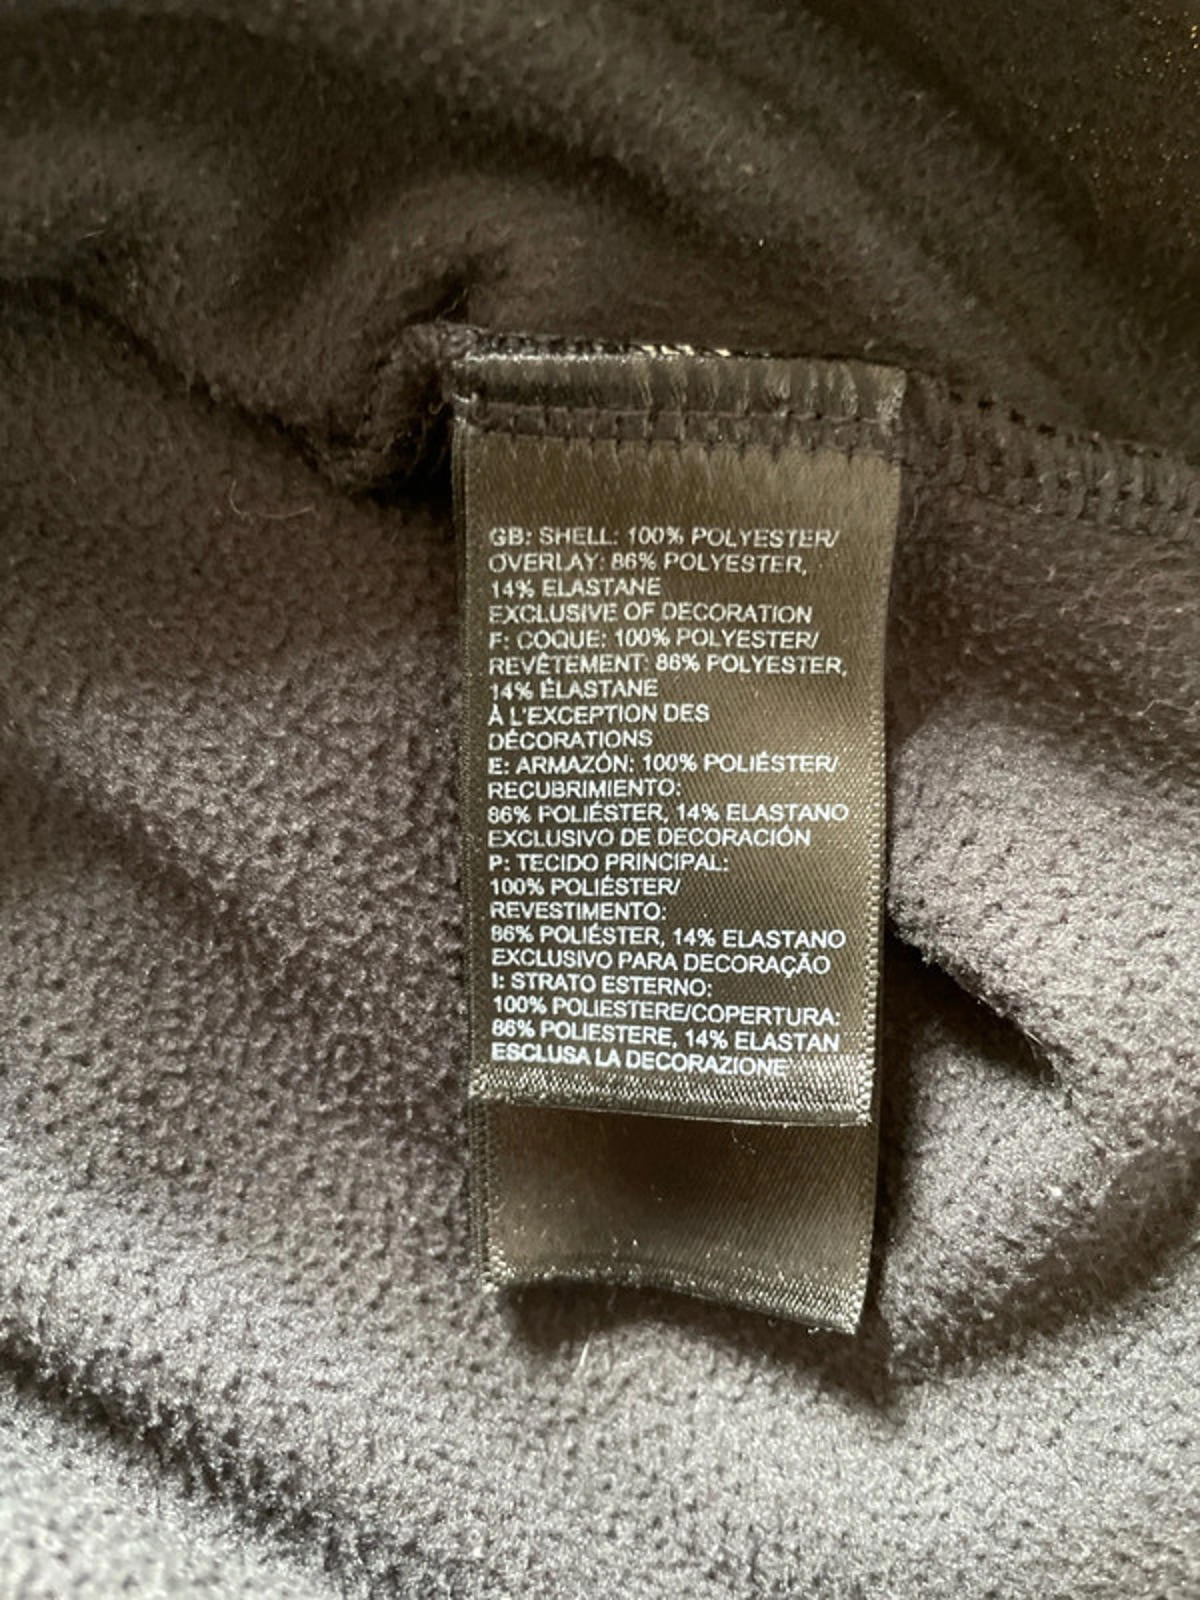 GB: SHELL: 100% POLYESTER/
OVERLAY: 86% POLYESTER,
14% ELASTANE
EXCLUSIVE OF DECORATION
F: COQUE: 100% POLYESTER/
REVÊTEMENT: 86% POLYESTER,
14% ÉLASTANE
À L'EXCEPTION DES
DÉCORATIONS
E: ARMAZÓN: 100% POLIÉSTER/
RECUBRIMIENTO:
86% POLIÉSTER, 14% ELASTANO
EXCLUSIVO DE DECORACIÓN
P: TECIDO PRINCIPAL:
100% POLIÉSTER/
REVESTIMENTO:
86% POLIÉSTER, 14% ELASTANO
EXCLUSIVO PARA DECORAÇÃO
I: STRATO ESTERNO:
100% POLIESTERE/COPERTURA:
86% POLIESTERE, 14% ELASTAN
ESCLUSA LA DECORAZIONE